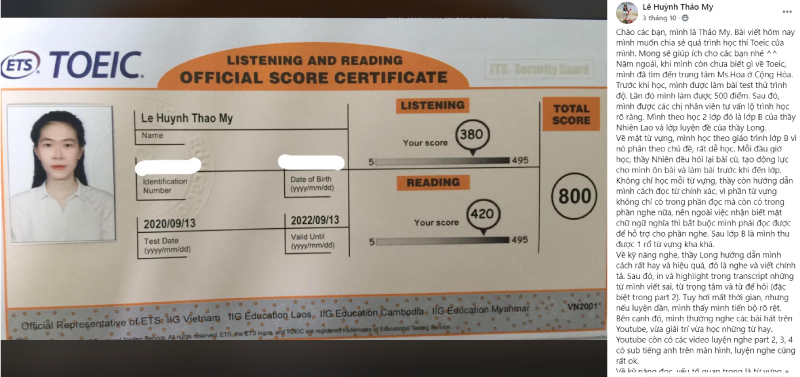 ETS TOEIC®
LISTENING AND READING
OFFICIAL SCORE CERTIFICATE
ETS® Security Guard
Le Huynh Thao My
Name
Identification
Number
Date of Birth
(yyyy/mm/dd)
2020/09/13
Test Date
(yyyy/mm/dd)
2022/09/13
Valid Until
(yyyy/mm/dd)
LISTENING
Your score
380
5
495
READING
Your score
420
5
495
TOTAL
SCORE
800
Official Representative of ETS: IIG Vietnam IIG Education Laos IIG Education Cambodia IIG Education Myanmar
VN2001
Lê Huỳnh Thảo My
3 tháng 10
Chào các bạn, mình là Thảo My. Bài viết hôm nay
mình muốn chia sẻ quá trình học thi Toeic của
mình. Mong sẽ giúp ích cho các bạn nhé ^^
Năm ngoái, khi mình còn chưa biết gì về Toeic,
mình đã tìm đến trung tâm Ms.Hoa ở Cộng Hòa.
Trước khi học, mình được làm bài test thử trình
độ. Lần đó mình làm được 500 điểm. Sau đó,
mình được các chị nhân viên tư vấn lộ trình học
rõ ràng. Mình theo học 2 lớp đó là lớp B của thầy
Nhiên Lao và lớp luyện đề của thầy Long.
Về mặt từ vựng, mình học theo giáo trình lớp B vì
nó phân theo chủ đề, rất dễ học. Mỗi đầu giờ
học, thầy Nhiên đều hỏi lại bài cũ, tạo động lực
cho mình ôn bài và làm bài trước khi đến lớp.
Không chỉ học mỗi từ vựng, thầy còn hướng dẫn
mình cách đọc từ chính xác, vì phần từ vựng
không chỉ có trong phần đọc mà còn có trong
phần nghe nữa, nên ngoài việc nhận biết mặt
chữ ngữ nghĩa thì bắt buộc mình phải đọc được
để hỗ trợ cho phần nghe. Sau lớp B là mình thu
được 1 rổ từ vựng kha khá.
Về kỹ năng nghe, thầy Long hướng dẫn mình
cách rất hay và hiệu quả, đó là nghe và viết chính
tả. Sau đó, in và highlight trong transcript những
từ mình viết sai, từ trọng tâm và từ để hỏi (đặc
biệt trong part 2). Tuy hơi mất thời gian, nhưng
nếu luyện dần, mình thấy mình tiến bộ rõ rệt.
Bên cạnh đó, mình thường nghe các bài hát trên
Youtube, vừa giải trí vừa học những từ hay.
Youtube còn có các video luyện nghe part 2, 3, 4
có sub tiếng anh trên màn hình, luyện nghe cũng
rất ok.
Về kỹ năng đọc, yếu tố quan trọng là từ vựng +